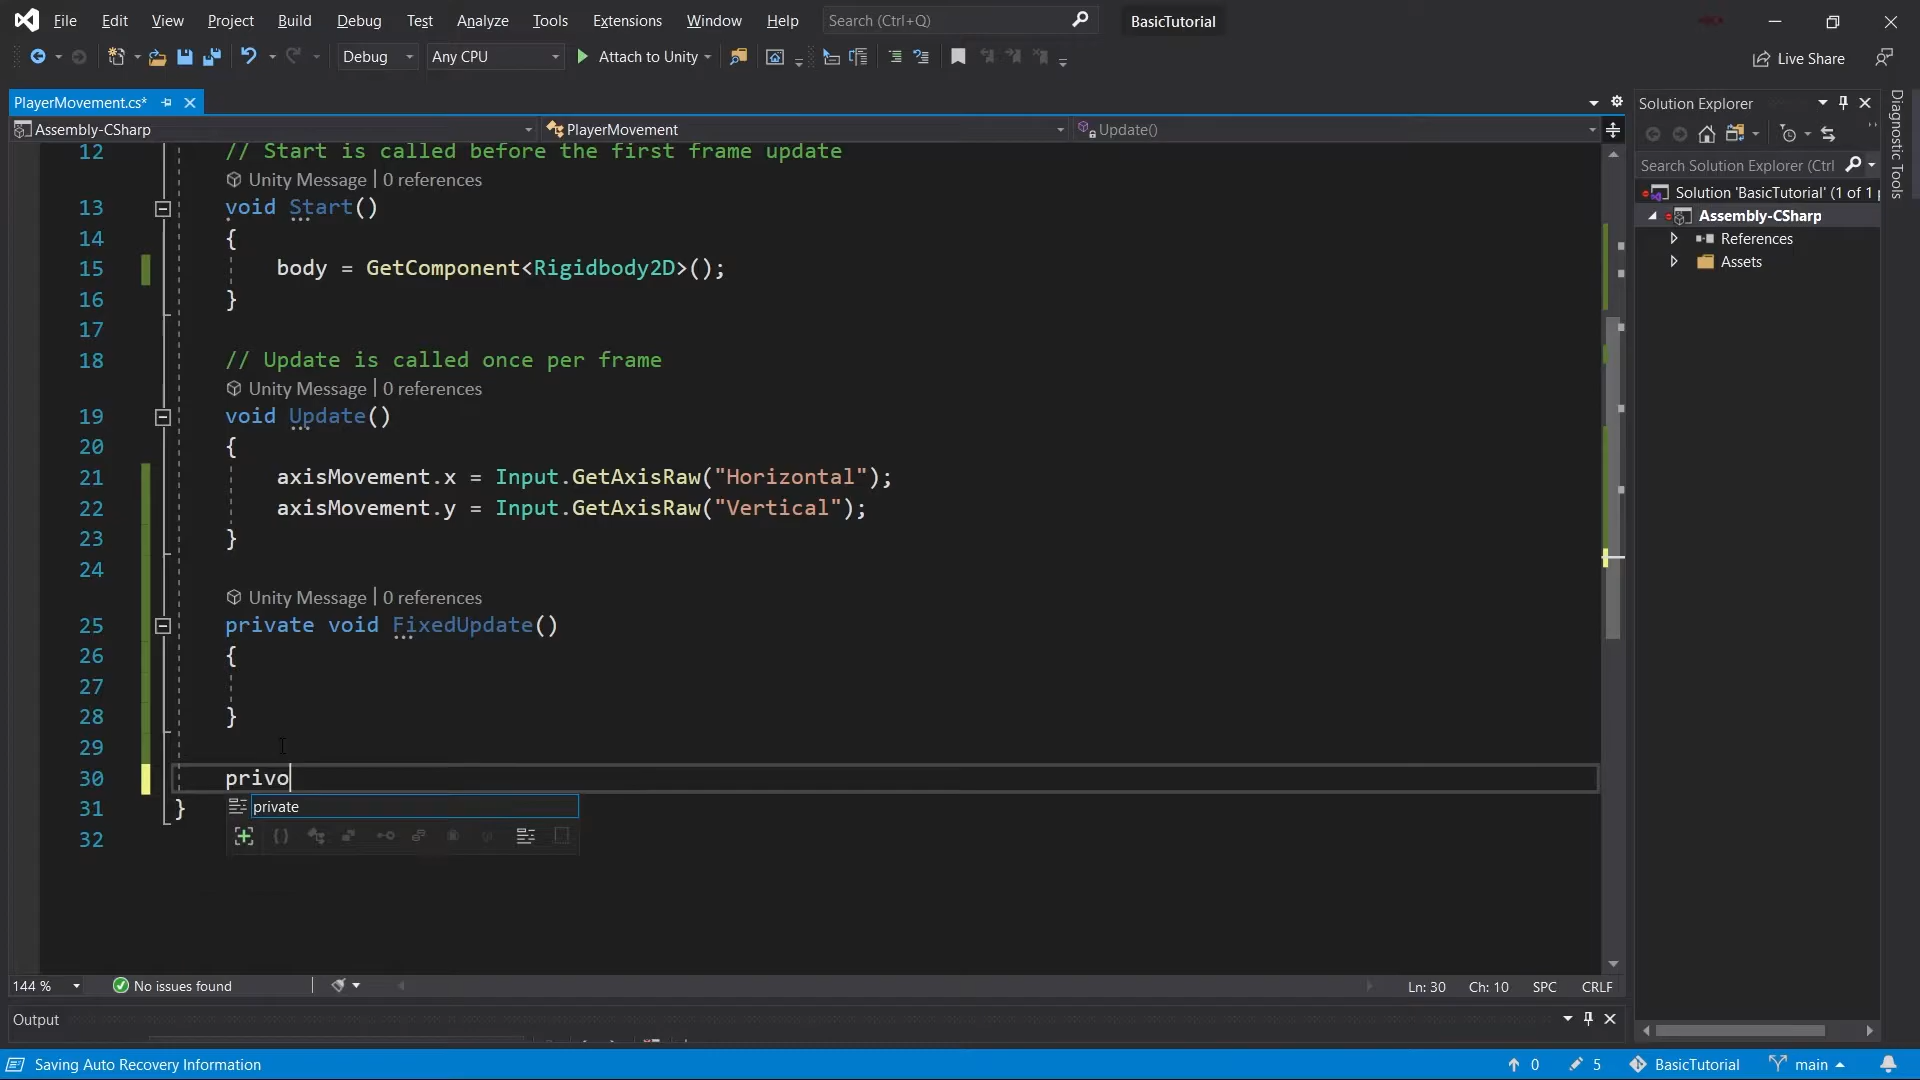 File Edit View Project Build Debug Test Analyze Tools Extensions Window Help Search (Ctrl+Q) BasicTutorial
Debug Any CPU Attach to Unity Live Share
PlayerMovement.cs*
Assembly-CSharp PlayerMovement Update()
12 // Start is called before the first frame update
Unity Message | 0 references
13 void Start()
14 {
15 body = GetComponent<Rigidbody2D>();
16 }
17
18 // Update is called once per frame
Unity Message | 0 references
19 void Update()
20 {
21 axisMovement.x = Input.GetAxisRaw("Horizontal");
22 axisMovement.y = Input.GetAxisRaw("Vertical");
23 }
24
Unity Message | 0 references
25 private void FixedUpdate()
26 {
27
28 }
29
30 privo
private
31 }
32
144 % No issues found Ln: 30 Ch: 10 SPC CRLF
Output
Saving Auto Recovery Information 0 5 BasicTutorial main
Solution Explorer
Search Solution Explorer (Ctrl
Solution 'BasicTutorial' (1 of 1
Assembly-CSharp
References
Assets
Diagnostic Tools